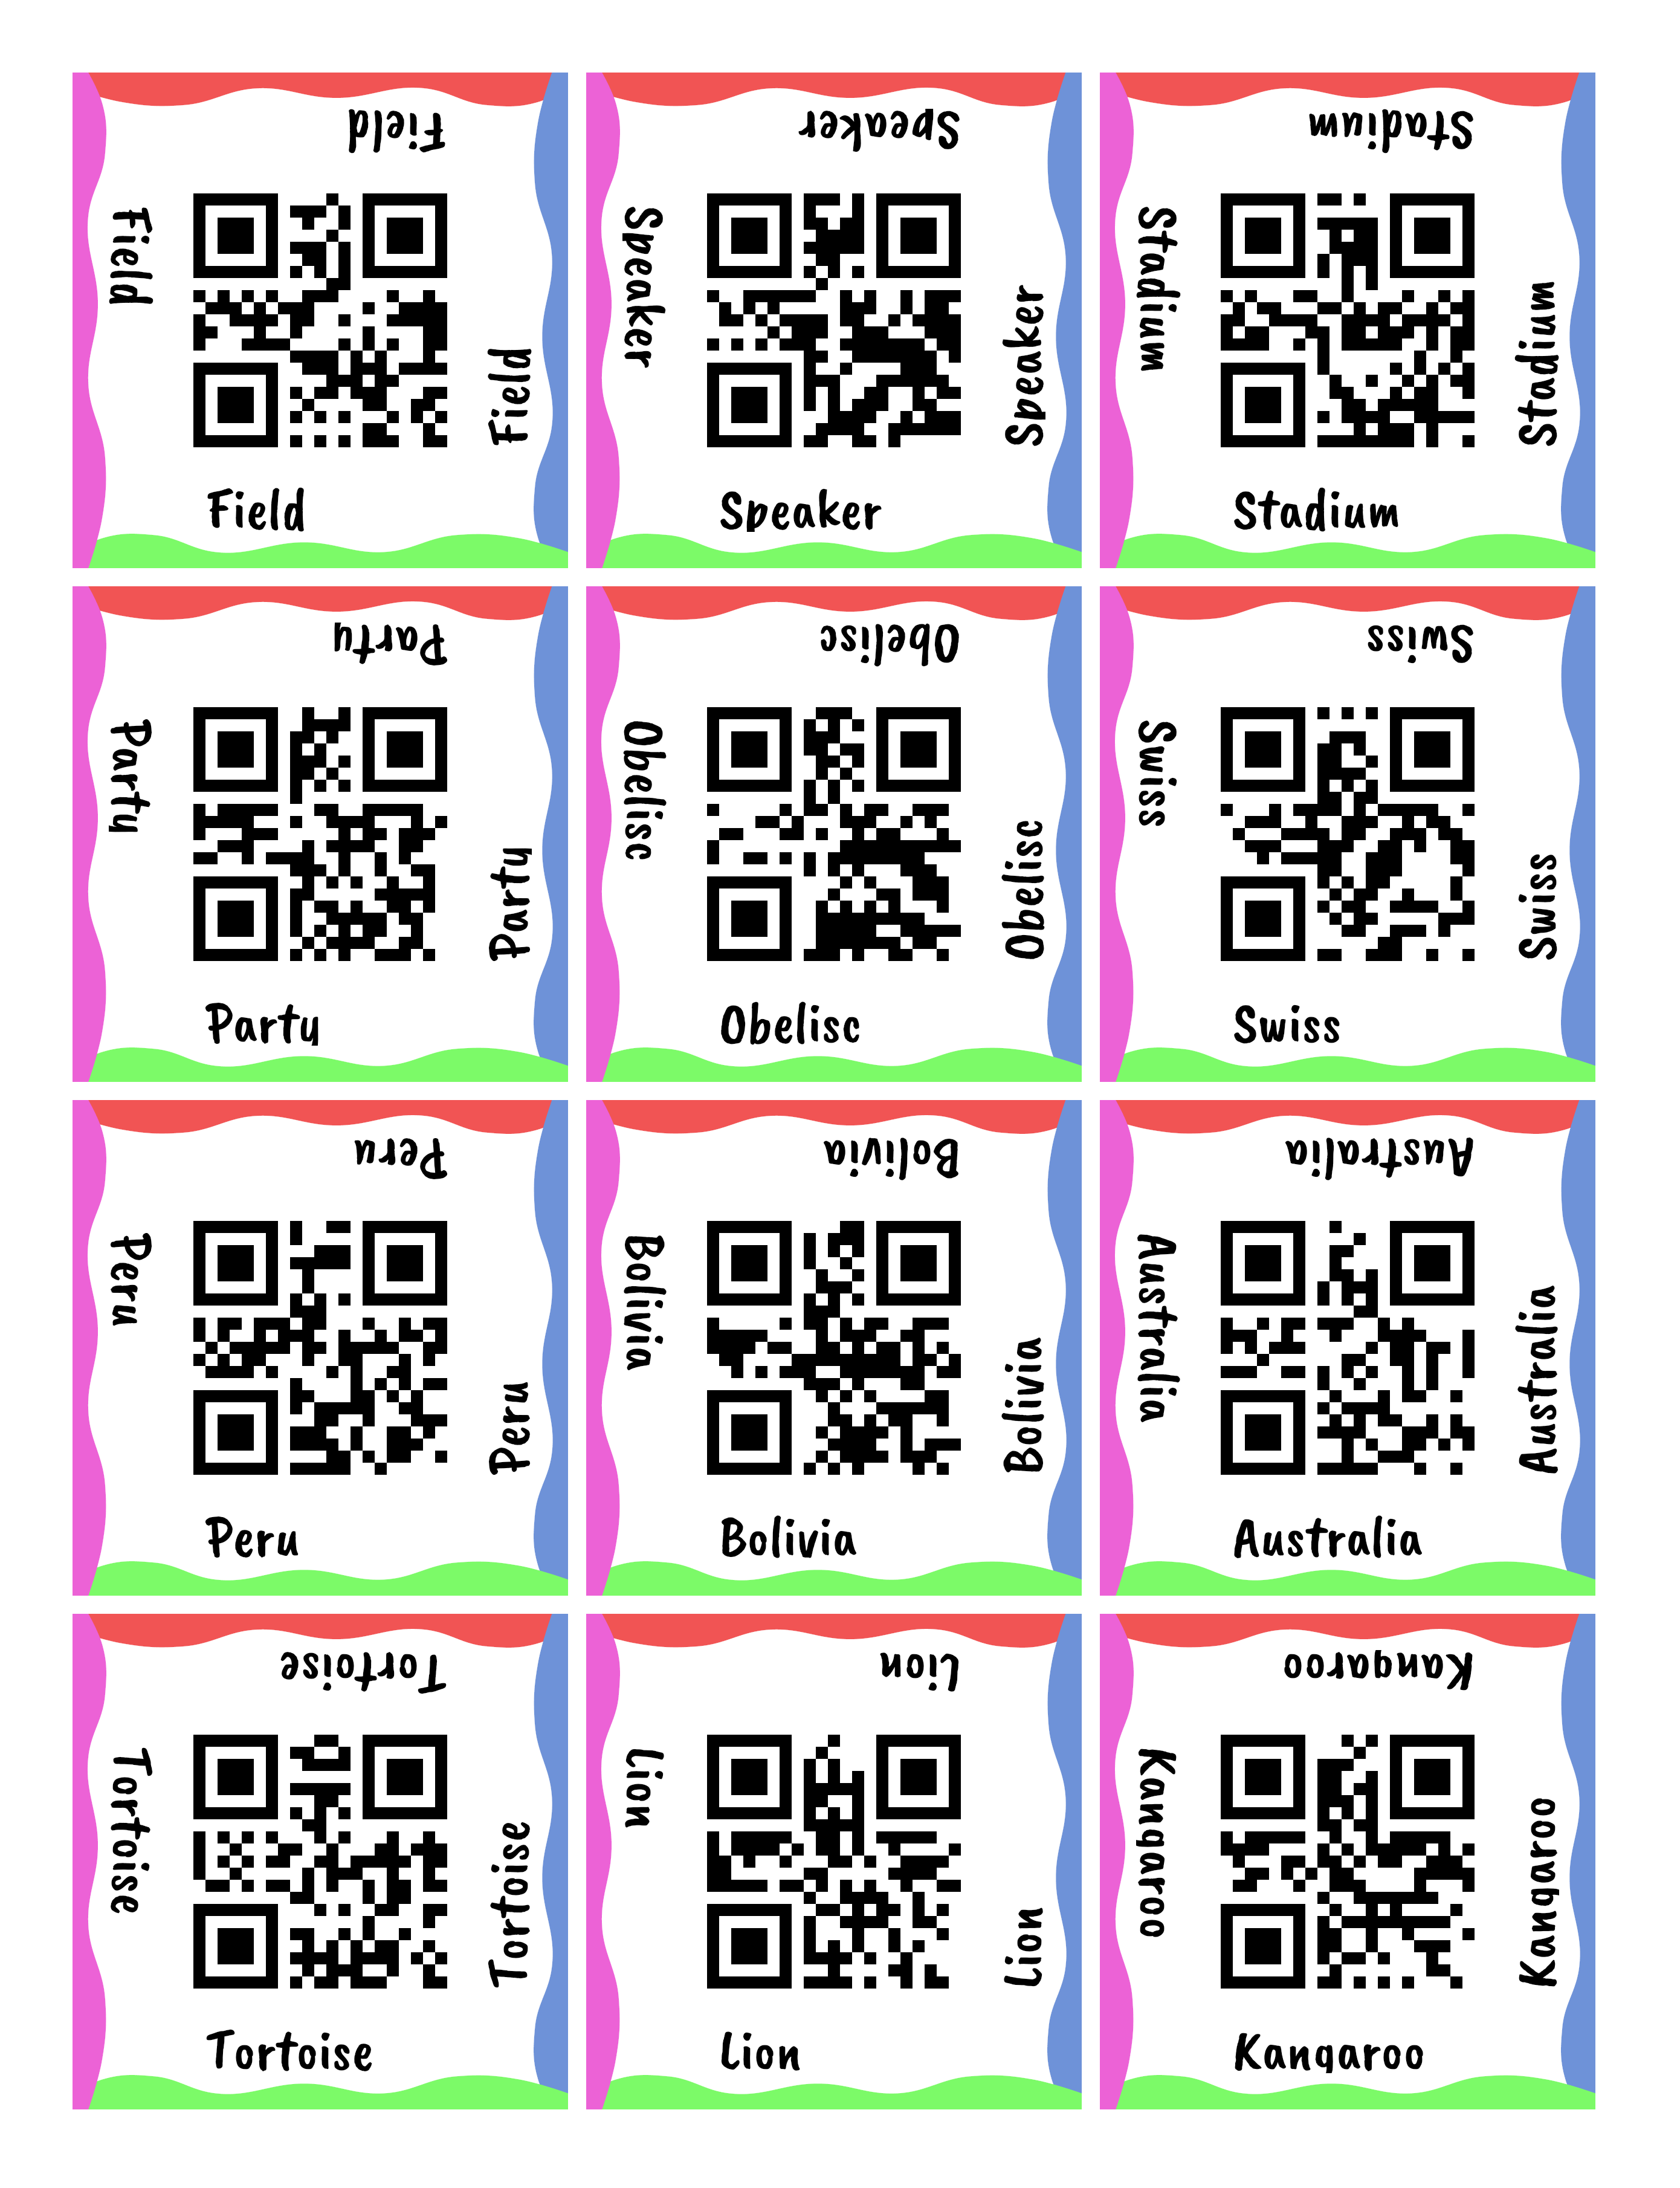 Field
Field
Field
Field
Speaker
Speaker
Speaker
Speaker
Stadium
Stadium
Stadium
Stadium
Party
Party
Party
Party
Obelisc
Obelisc
Obelisc
Obelisc
Swiss
Swiss
Swiss
Swiss
Peru
Peru
Peru
Peru
Bolivia
Bolivia
Bolivia
Bolivia
Australia
Australia
Australia
Australia
Tortoise
Tortoise
Tortoise
Tortoise
Lion
Lion
Lion
Lion
Kangaroo
Kangaroo
Kangaroo
Kangaroo